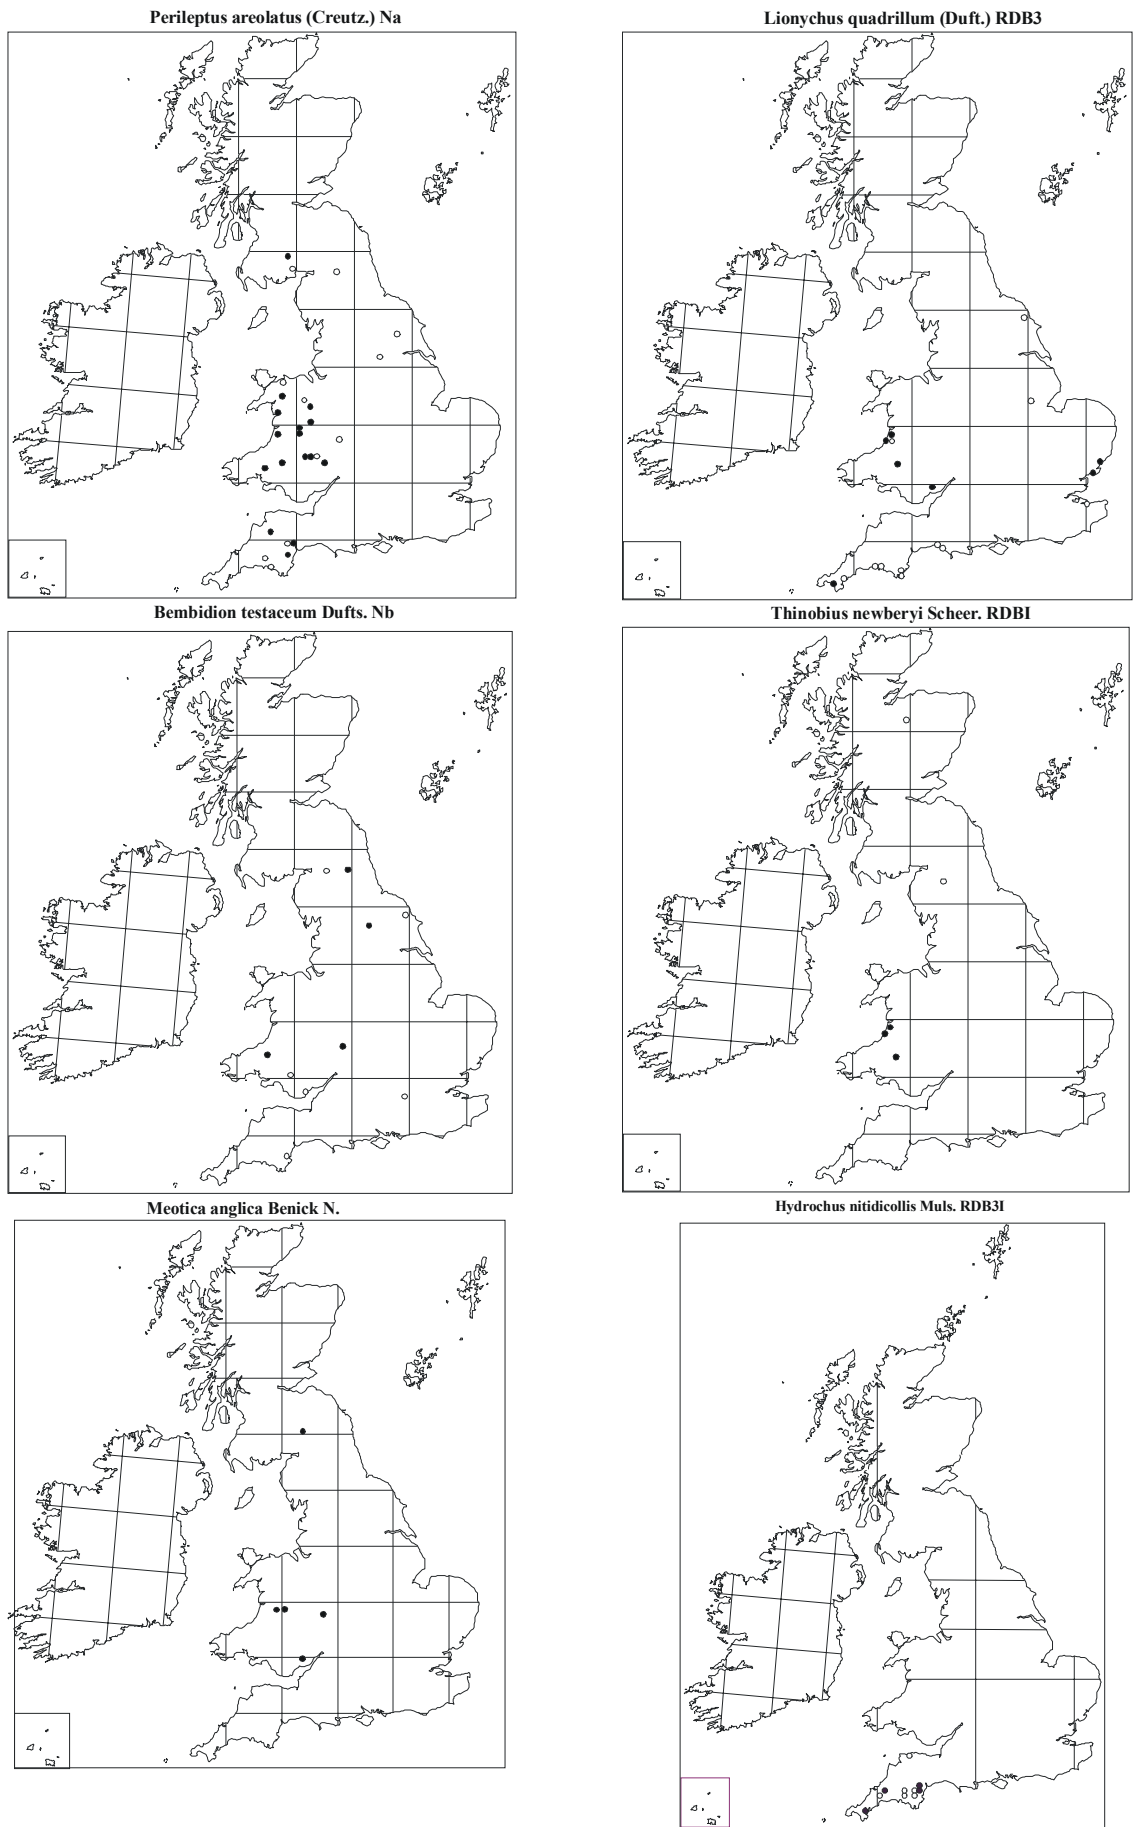 Perileptus areolatus (Creutz.) Na
Lionychus quadrillum (Duft.) RDB3
Bembidion testaceum Dufts. Nb
Thinobius newberyi Scheer. RDBI
Meotica anglica Benick N.
Hydrochus nitidicollis Muls. RDB3I